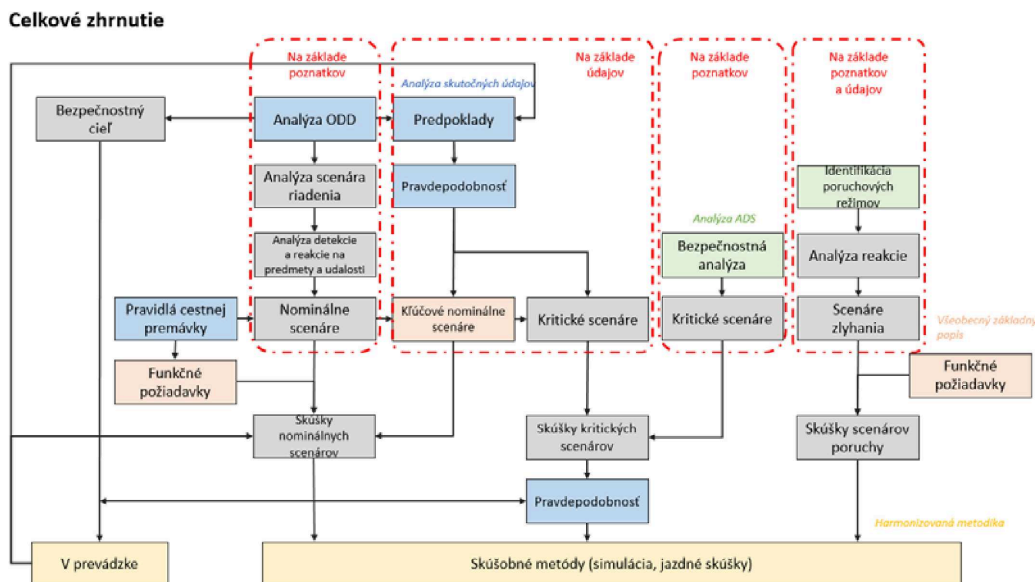 Celkové zhrnutie
Na základe
poznatkov
Na základe
údajov
Na základe
poznatkov
Na základe
poznatkov
a údajov
Analýza skutočných údajov
Bezpečnostný
cieľ
Analýza ODD
Predpoklady
Analýza scenára
riadenia
Pravdepodobnosť
Identifikácia
poruchových
režimov
Analýza ADS
Analýza detekcie
a reakcie na
predmety a udalosti
Bezpečnostná
analýza
Analýza reakcie
Pravidlá cestnej
premávky
Nominálne
scenáre
Kľúčové nominálne
scenáre
Kritické scenáre
Kritické scenáre
Scenáre
zlyhania
Všeobecný základný
popis
Funkčné
požiadavky
Funkčné
požiadavky
Skúšky
nominálnych
scenárov
Skúšky kritických
scenárov
Skúšky scenárov
poruchy
Pravdepodobnosť
Harmonizovaná metodika
V prevádzke
Skúšobné metódy (simulácia, jazdné skúšky)